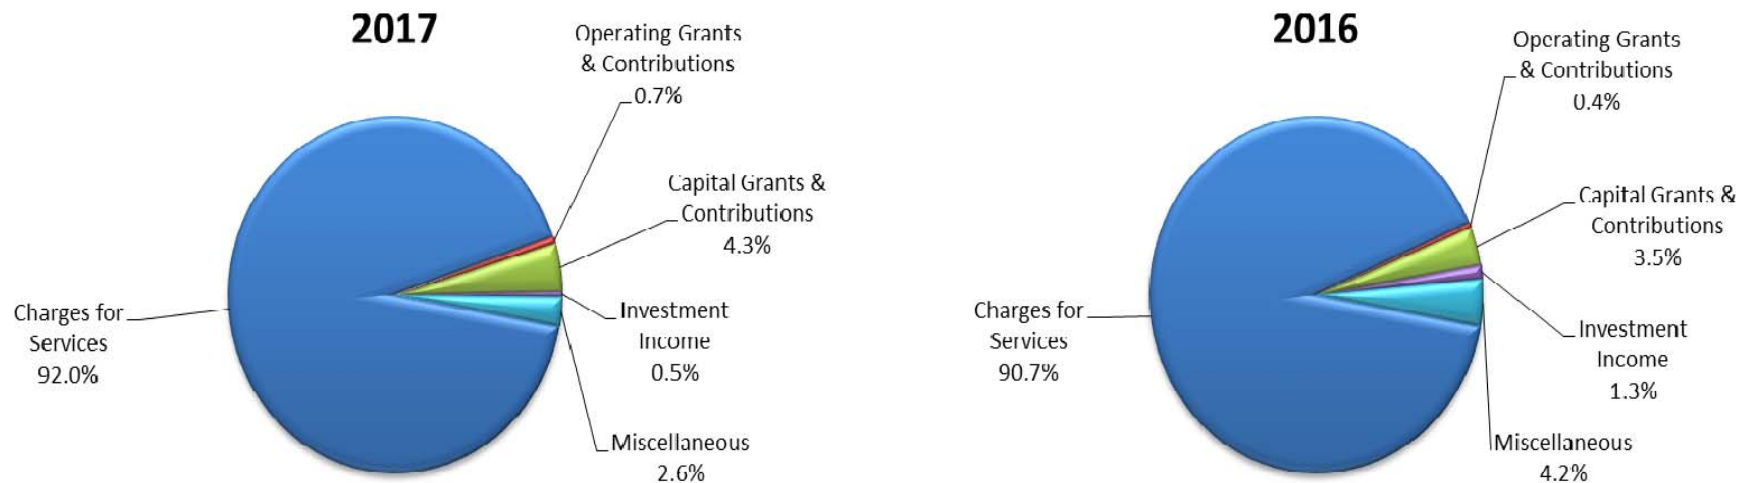 2017
Operating Grants
& Contributions
0.7%
Capital Grants &
Contributions
4.3%
Investment
Income
0.5%
Miscellaneous
2.6%
Charges for
Services
92.0%
2016
Operating Grants
& Contributions
0.4%
Capital Grants &
Contributions
3.5%
Investment
Income
1.3%
Miscellaneous
4.2%
Charges for
Services
90.7%